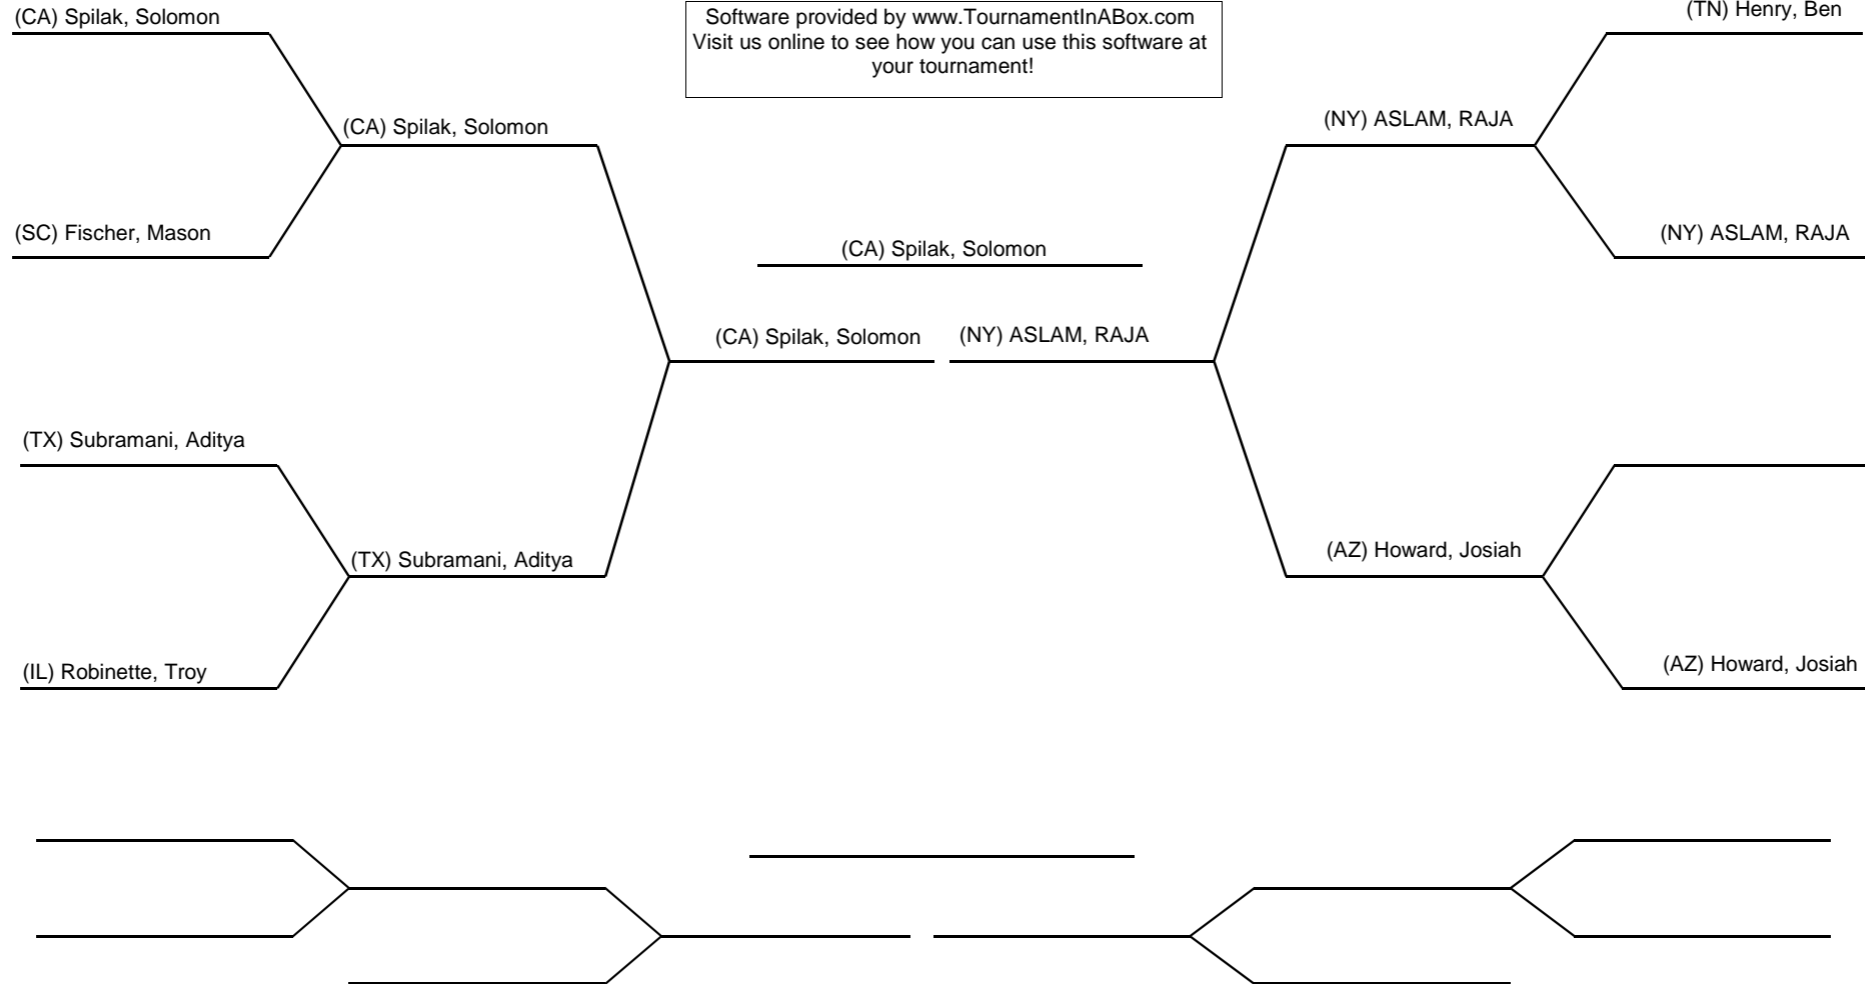 (CA) Spilak, Solomon
Software provided by www.TournamentInABox.com
Visit us online to see how you can use this software at
your tournament!
(TN) Henry, Ben
(CA) Spilak, Solomon
(NY) ASLAM, RAJA
(SC) Fischer, Mason
(CA) Spilak, Solomon
(NY) ASLAM, RAJA
(CA) Spilak, Solomon
(NY) ASLAM, RAJA
(TX) Subramani, Aditya
(TX) Subramani, Aditya
(AZ) Howard, Josiah
(IL) Robinette, Troy
(AZ) Howard, Josiah